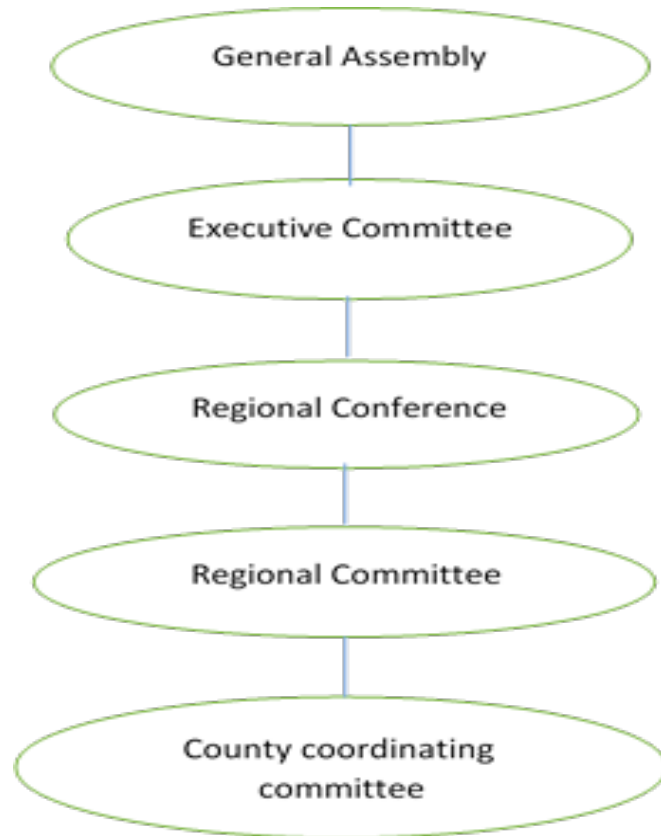 General Assembly
Executive Committee
Regional Conference
Regional Committee
County coordinating
committee